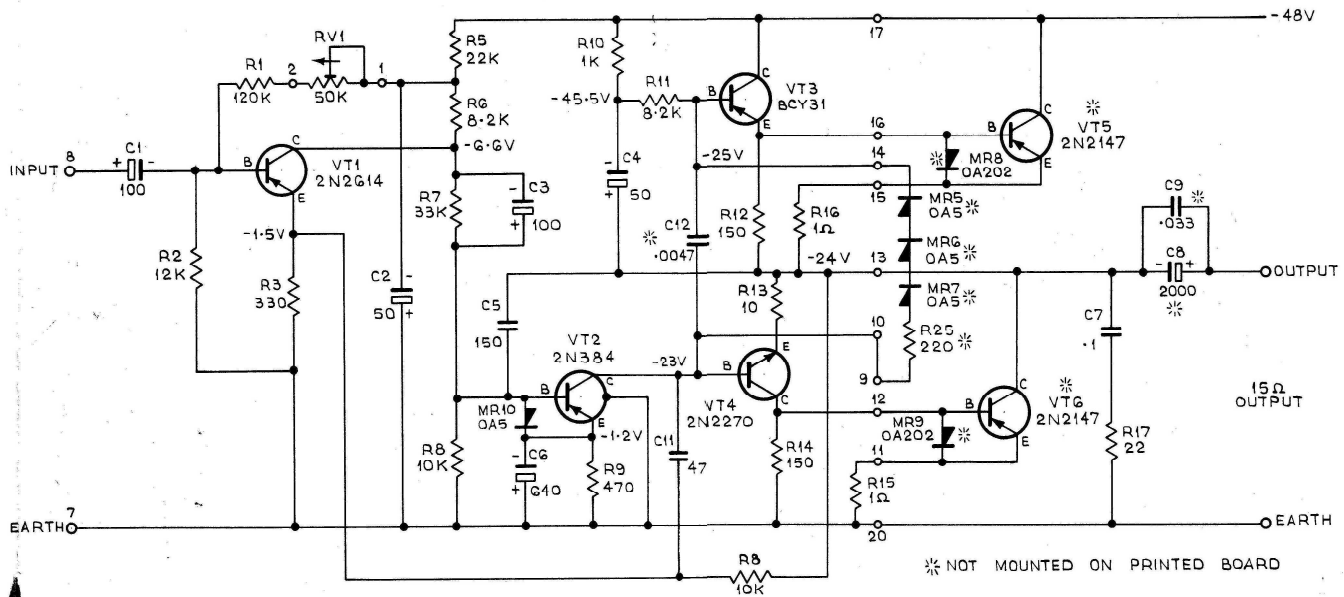 -48V
17
R5
22K
R10
1K
RV1
R1
2
1
120K
50K
R6
8.2K
-45.5V
R11
8.2K
B
C
E
VT3
BCY31
16
B
C
E
VT5
2N2147
✳
INPUT
8
C1
+
-
100
B
C
E
VT1
2N2614
-6.6V
-25V
14
MR8
OA202
✳
15
R7
33K
-
C3
+
100
-
C4
+
50
C12
.0047
✳
R12
150
R16
1Ω
MR5
OA5 ✳
C9
.033
✳
R2
12K
-1.5V
R3
330
C2
-
50
+
-24V
13
MR6
OA5 ✳
-
C8
+
2000
✳
OUTPUT
R13
10
MR7
OA5 ✳
C5
150
VT2
2N384
B
C
E
-23V
B
E
C
VT4
2N2270
10
9
R25
220 ✳
C7
.1
15Ω
OUTPUT
MR10
OA5
-1.2V
12
B
C
E
VT6
2N2147
✳
MR9
OA202
✳
R17
22
R8
10K
-
C6
+
640
R9
470
C11
47
R14
150
11
R15
1Ω
EARTH
7
20
EARTH
R8
10K
✳ NOT MOUNTED ON PRINTED BOARD